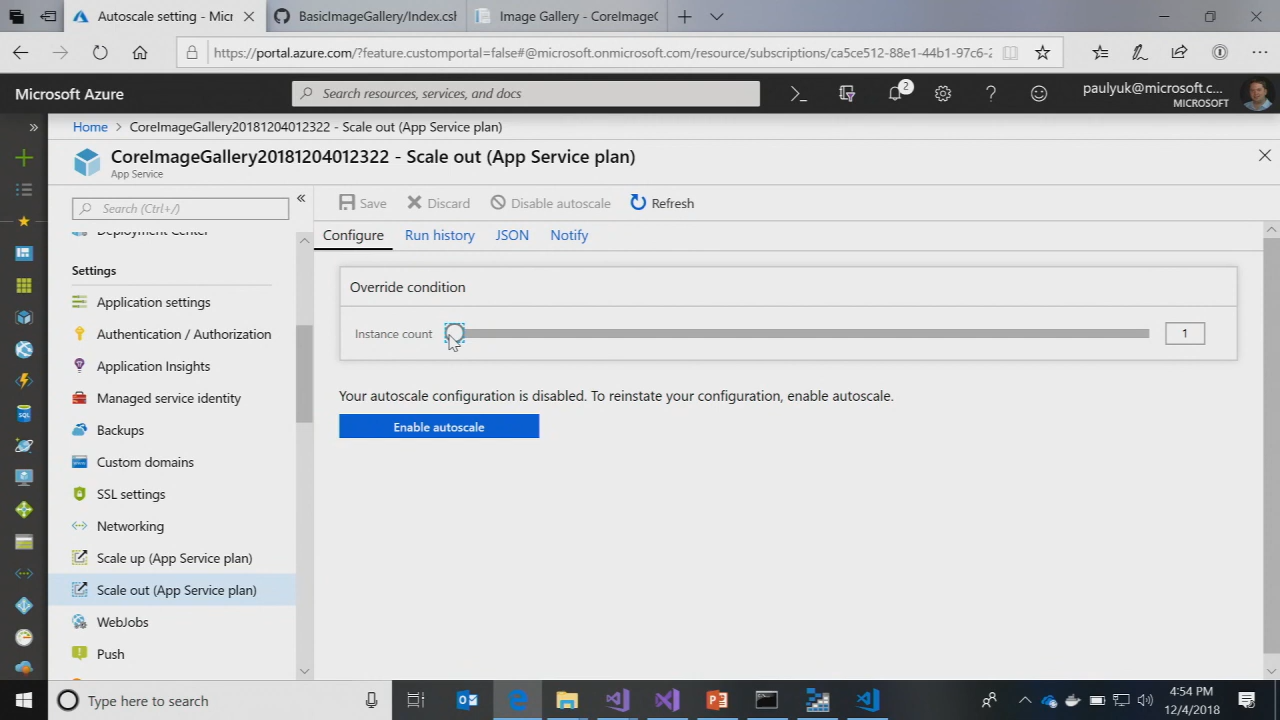 Autoscale setting - Micr
BasicImageGallery/Index.csh
Image Gallery - CoreImageG
https://portal.azure.com/?feature.customportal=false#@microsoft.onmicrosoft.com/resource/subscriptions/ca5ce512-88e1-44b1-97c6-2
Microsoft Azure
Search resources, services, and docs
2
paulyuk@microsoft.c...
MICROSOFT
Home > CoreImageGallery20181204012322 - Scale out (App Service plan)
CoreImageGallery20181204012322 - Scale out (App Service plan)
App Service
Search (Ctrl+/)
Save
Discard
Disable autoscale
Refresh
Deployment Center
Configure
Run history
JSON
Notify
Settings
Override condition
Application settings
Instance count
1
Authentication / Authorization
Application Insights
Managed service identity
Your autoscale configuration is disabled. To reinstate your configuration, enable autoscale.
Enable autoscale
Backups
Custom domains
SSL settings
Networking
Scale up (App Service plan)
Scale out (App Service plan)
WebJobs
Push
Type here to search
4:54 PM
12/4/2018